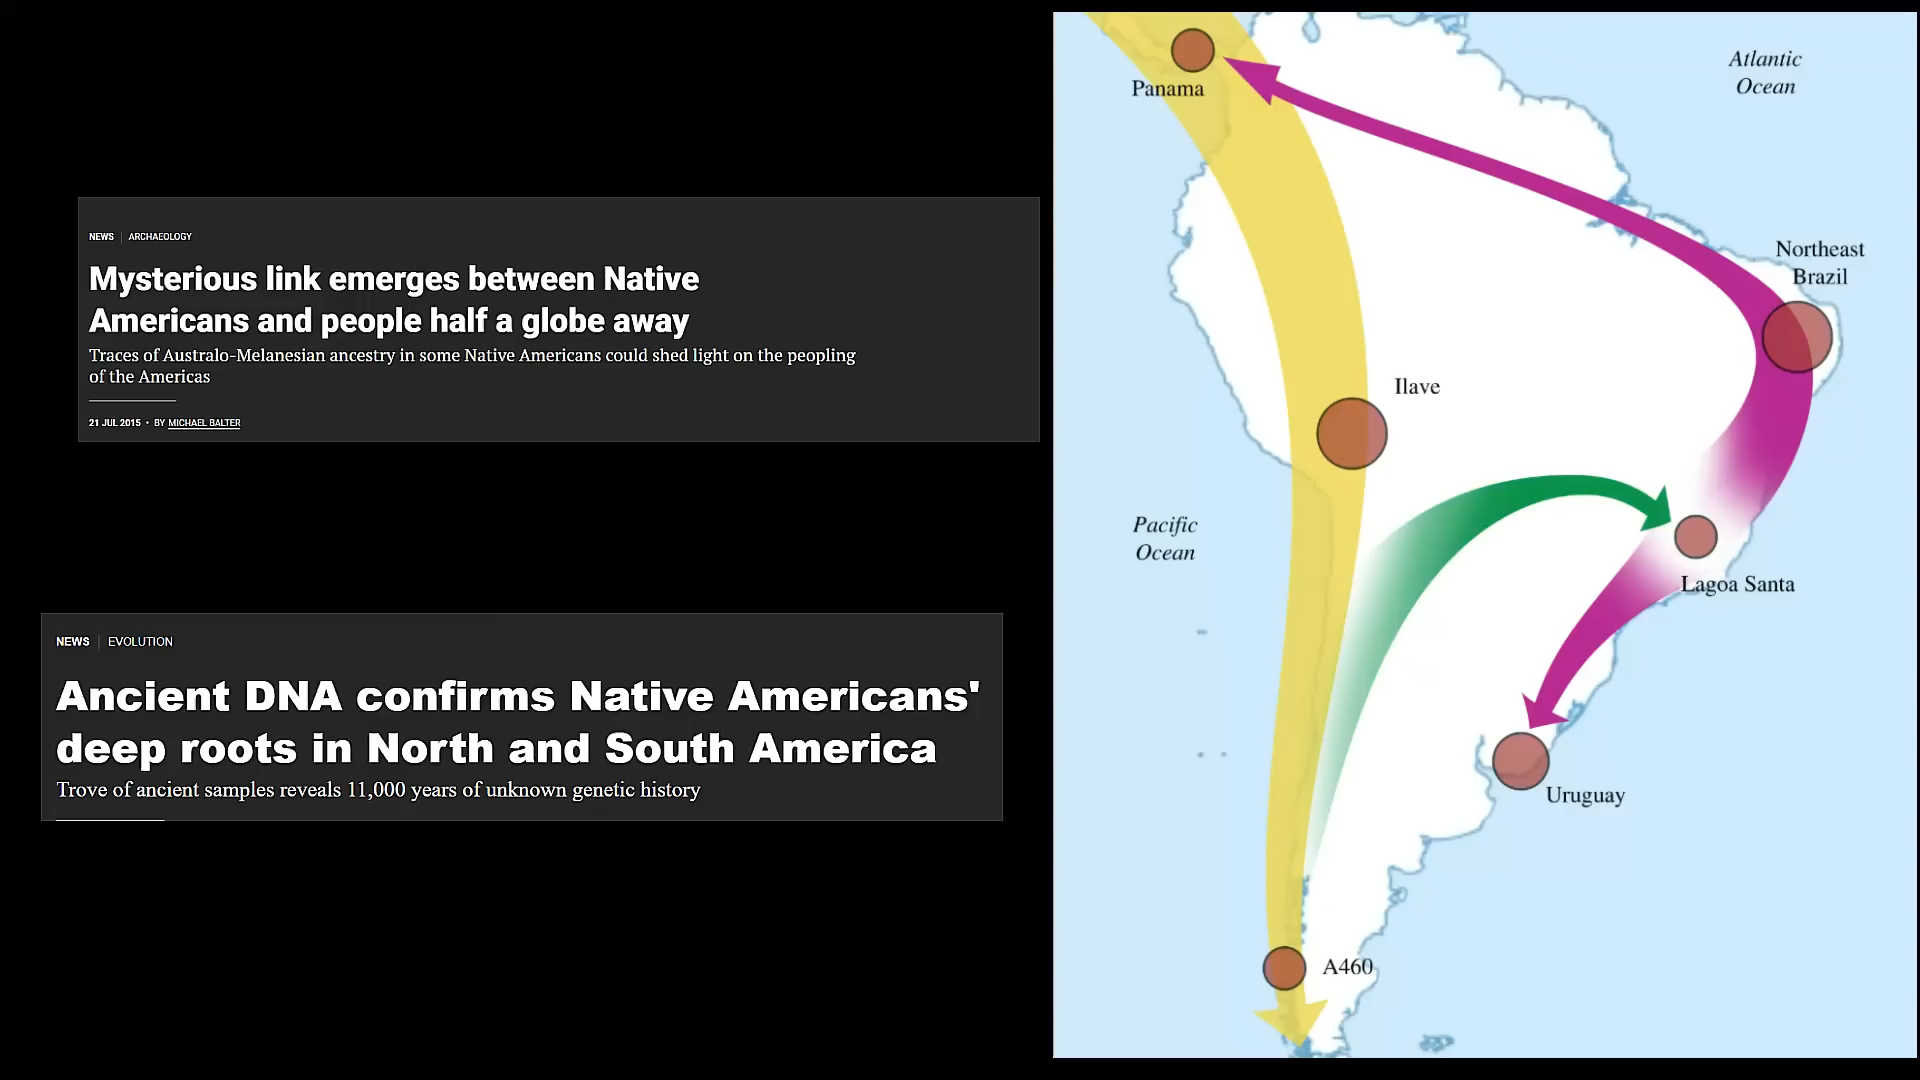 NEWS | ARCHAEOLOGY
Mysterious link emerges between Native
Americans and people half a globe away
Traces of Australo-Melanesian ancestry in some Native Americans could shed light on the peopling
of the Americas
21 JUL 2015 • BY MICHAEL BALTER
NEWS | EVOLUTION
Ancient DNA confirms Native Americans'
deep roots in North and South America
Trove of ancient samples reveals 11,000 years of unknown genetic history
Atlantic
Ocean
Panama
Northeast
Brazil
Ilave
Pacific
Ocean
Lagoa Santa
Uruguay
A460